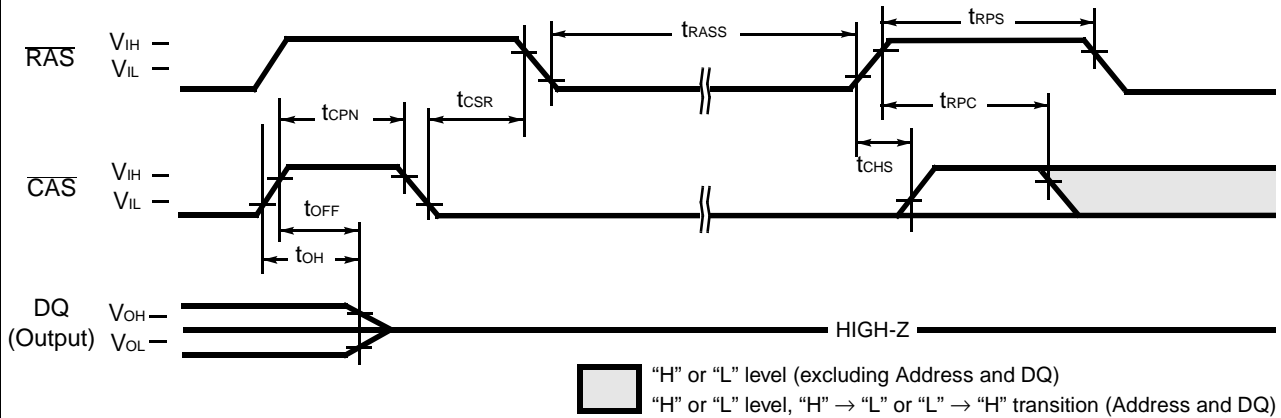 RAS
VIH
VIL
tRASS
tRPS
tCSR
tCPN
tRPC
tCHS
CAS
VIH
VIL
tOFF
tOH
DQ
(Output)
VOH
VOL
HIGH-Z
“H” or “L” level (excluding Address and DQ)
“H” or “L” level, “H” → “L” or “L” → “H” transition (Address and DQ)